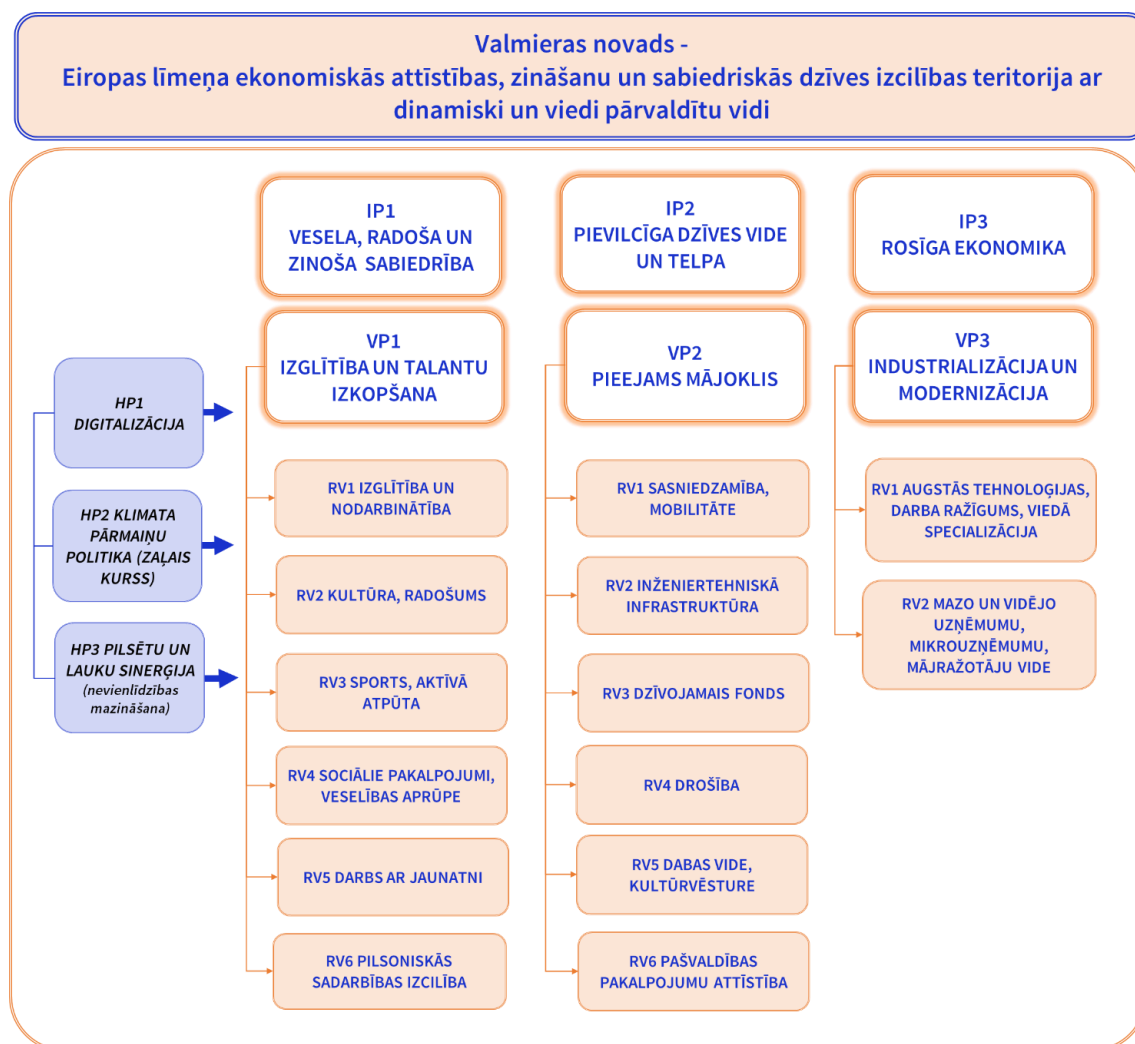 Valmieras novads -
Eiropas līmeņa ekonomiskās attīstības, zināšanu un sabiedriskās dzīves izcilības teritorija ar
dinamiski un viedi pārvaldītu vidi
IP1
VESELA, RADOŠA UN
ZINOŠA SABIEDRĪBA
IP2
PIEVILCĪGA DZĪVES VIDE
UN TELPA
IP3
ROSĪGA EKONOMIKA
VP1
IZGLĪTĪBA UN TALANTU
IZKOPŠANA
VP2
PIEEJAMS MĀJOKLIS
VP3
INDUSTRIALIZĀCIJA UN
MODERNIZĀCIJA
HP1
DIGITALIZĀCIJA
HP2 KLIMATA
PĀRMAIŅU
POLITIKA (ZAĻAIS
KURSS)
HP3 PILSĒTU UN
LAUKU SINERĢIJA
(nevienlīdzības
mazināšana)
RV1 IZGLĪTĪBA UN
NODARBINĀTĪBA
RV2 KULTŪRA, RADOŠUMS
RV3 SPORTS, AKTĪVĀ
ATPŪTA
RV4 SOCIĀLIE PAKALPOJUMI,
VESELĪBAS APRŪPE
RV5 DARBS AR JAUNATNI
RV6 PILSONISKĀS
SADARBĪBAS IZCILĪBA
RV1 SASNIEDZAMĪBA,
MOBILITĀTE
RV2 INŽENIERTEHNISKĀ
INFRASTRUKTŪRA
RV3 DZĪVOJAMAIS FONDS
RV4 DROŠĪBA
RV5 DABAS VIDE,
KULTŪRVĒSTURE
RV6 PAŠVALDĪBAS
PAKALPOJUMU ATTĪSTĪBA
RV1 AUGSTĀS TEHNOLOĢIJAS,
DARBA RAŽĪGUMS, VIEDĀ
SPECIALIZĀCIJA
RV2 MAZO UN VIDĒJO
UZŅĒMUMU,
MIKROUZŅĒMUMU,
MĀJRAŽOTĀJU VIDE